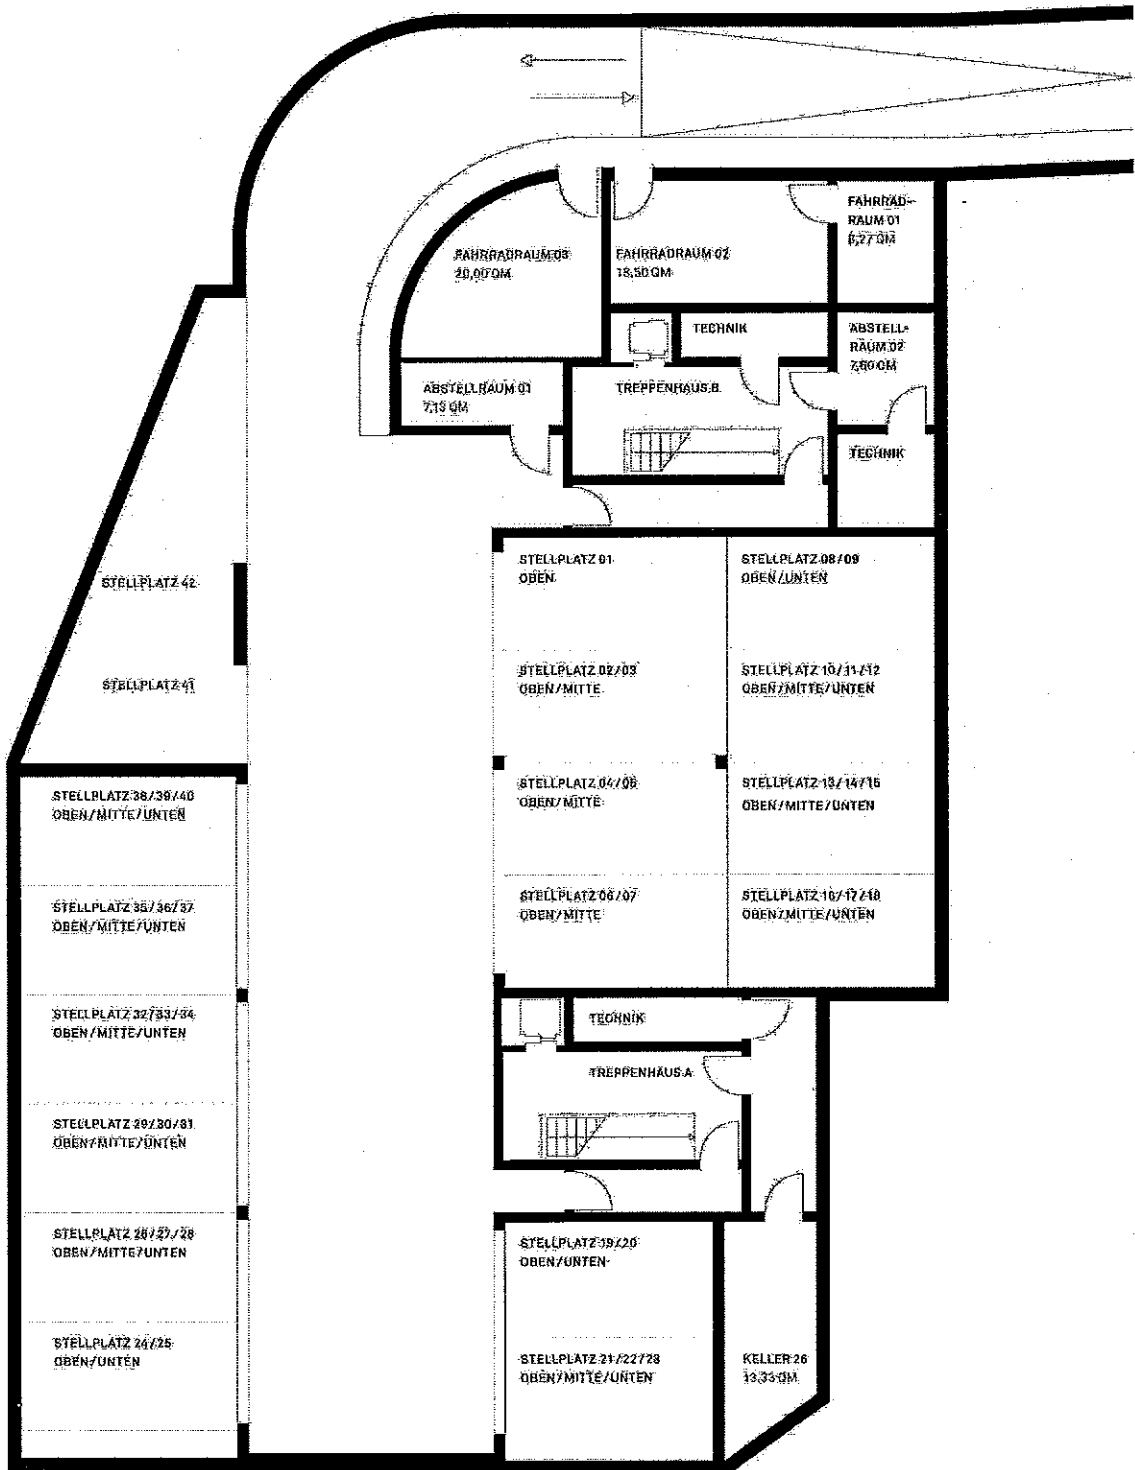 FAHRRAD-
RAUM 01
6,27 QM
FAHRRADRAUM 03
20,00 QM
FAHRRADRAUM 02
18,50 QM
TECHNIK
ABSTELL-
RAUM 02
7,60 QM
ABSTELLRAUM 01
7,13 QM
TREPPENHAUS B
TECHNIK
STELLPLATZ 01
OBEN
STELLPLATZ 08/09
OBEN/UNTEN
STELLPLATZ 42
STELLPLATZ 02/03
OBEN/MITTE
STELLPLATZ 10/11/12
OBEN/MITTE/UNTEN
STELLPLATZ 41
STELLPLATZ 04/05
OBEN/MITTE
STELLPLATZ 13/14/15
OBEN/MITTE/UNTEN
STELLPLATZ 38/39/40
OBEN/MITTE/UNTEN
STELLPLATZ 06/07
OBEN/MITTE
STELLPLATZ 16/17/18
OBEN/MITTE/UNTEN
STELLPLATZ 35/36/37
OBEN/MITTE/UNTEN
STELLPLATZ 32/33/34
OBEN/MITTE/UNTEN
TECHNIK
TREPPENHAUS A
STELLPLATZ 29/30/31
OBEN/MITTE/UNTEN
STELLPLATZ 26/27/28
OBEN/MITTE/UNTEN
STELLPLATZ 19/20
OBEN/UNTEN
STELLPLATZ 24/25
OBEN/UNTEN
STELLPLATZ 21/22/23
OBEN/MITTE/UNTEN
KELLER 26
13,33 QM